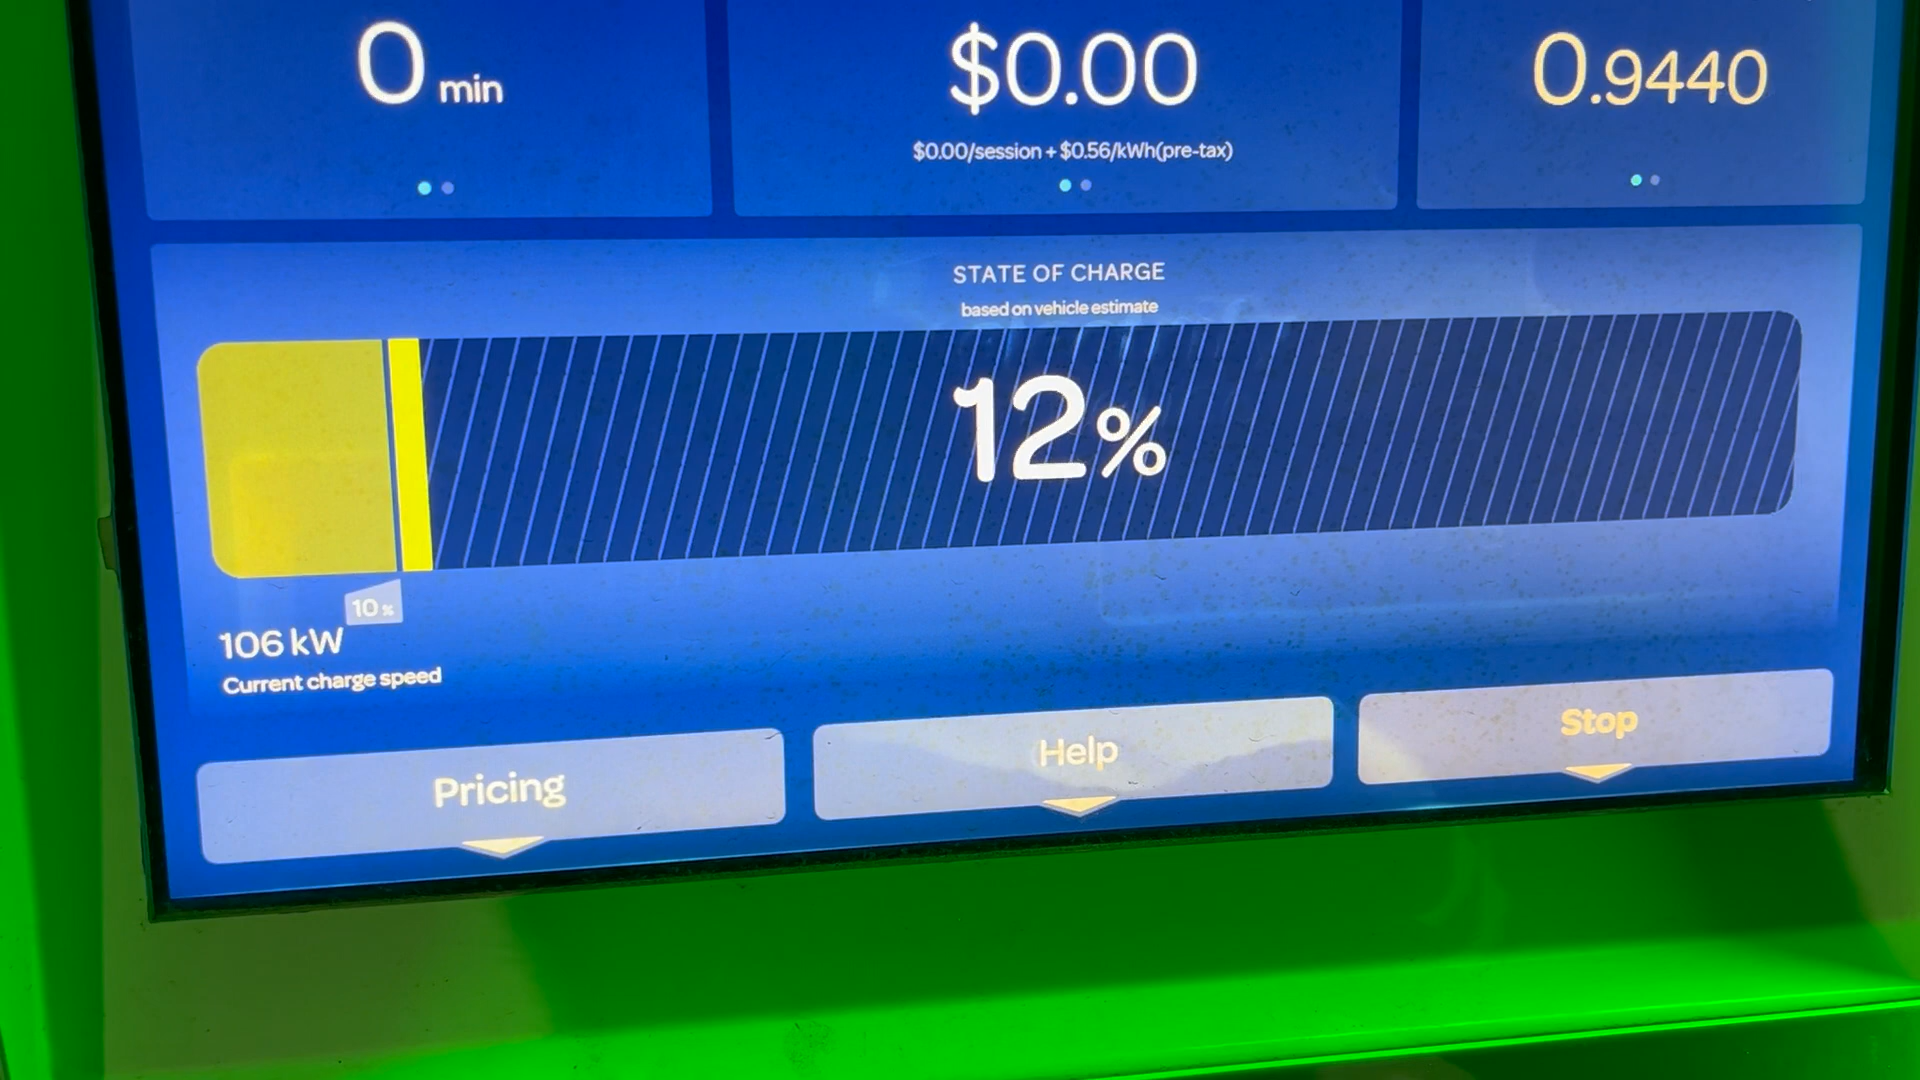 0 min
$0.00
0.9440
$0.00/session + $0.56/kWh(pre-tax)
STATE OF CHARGE
based on vehicle estimate
12%
10%
106 kW
Current charge speed
Pricing
Help
Stop